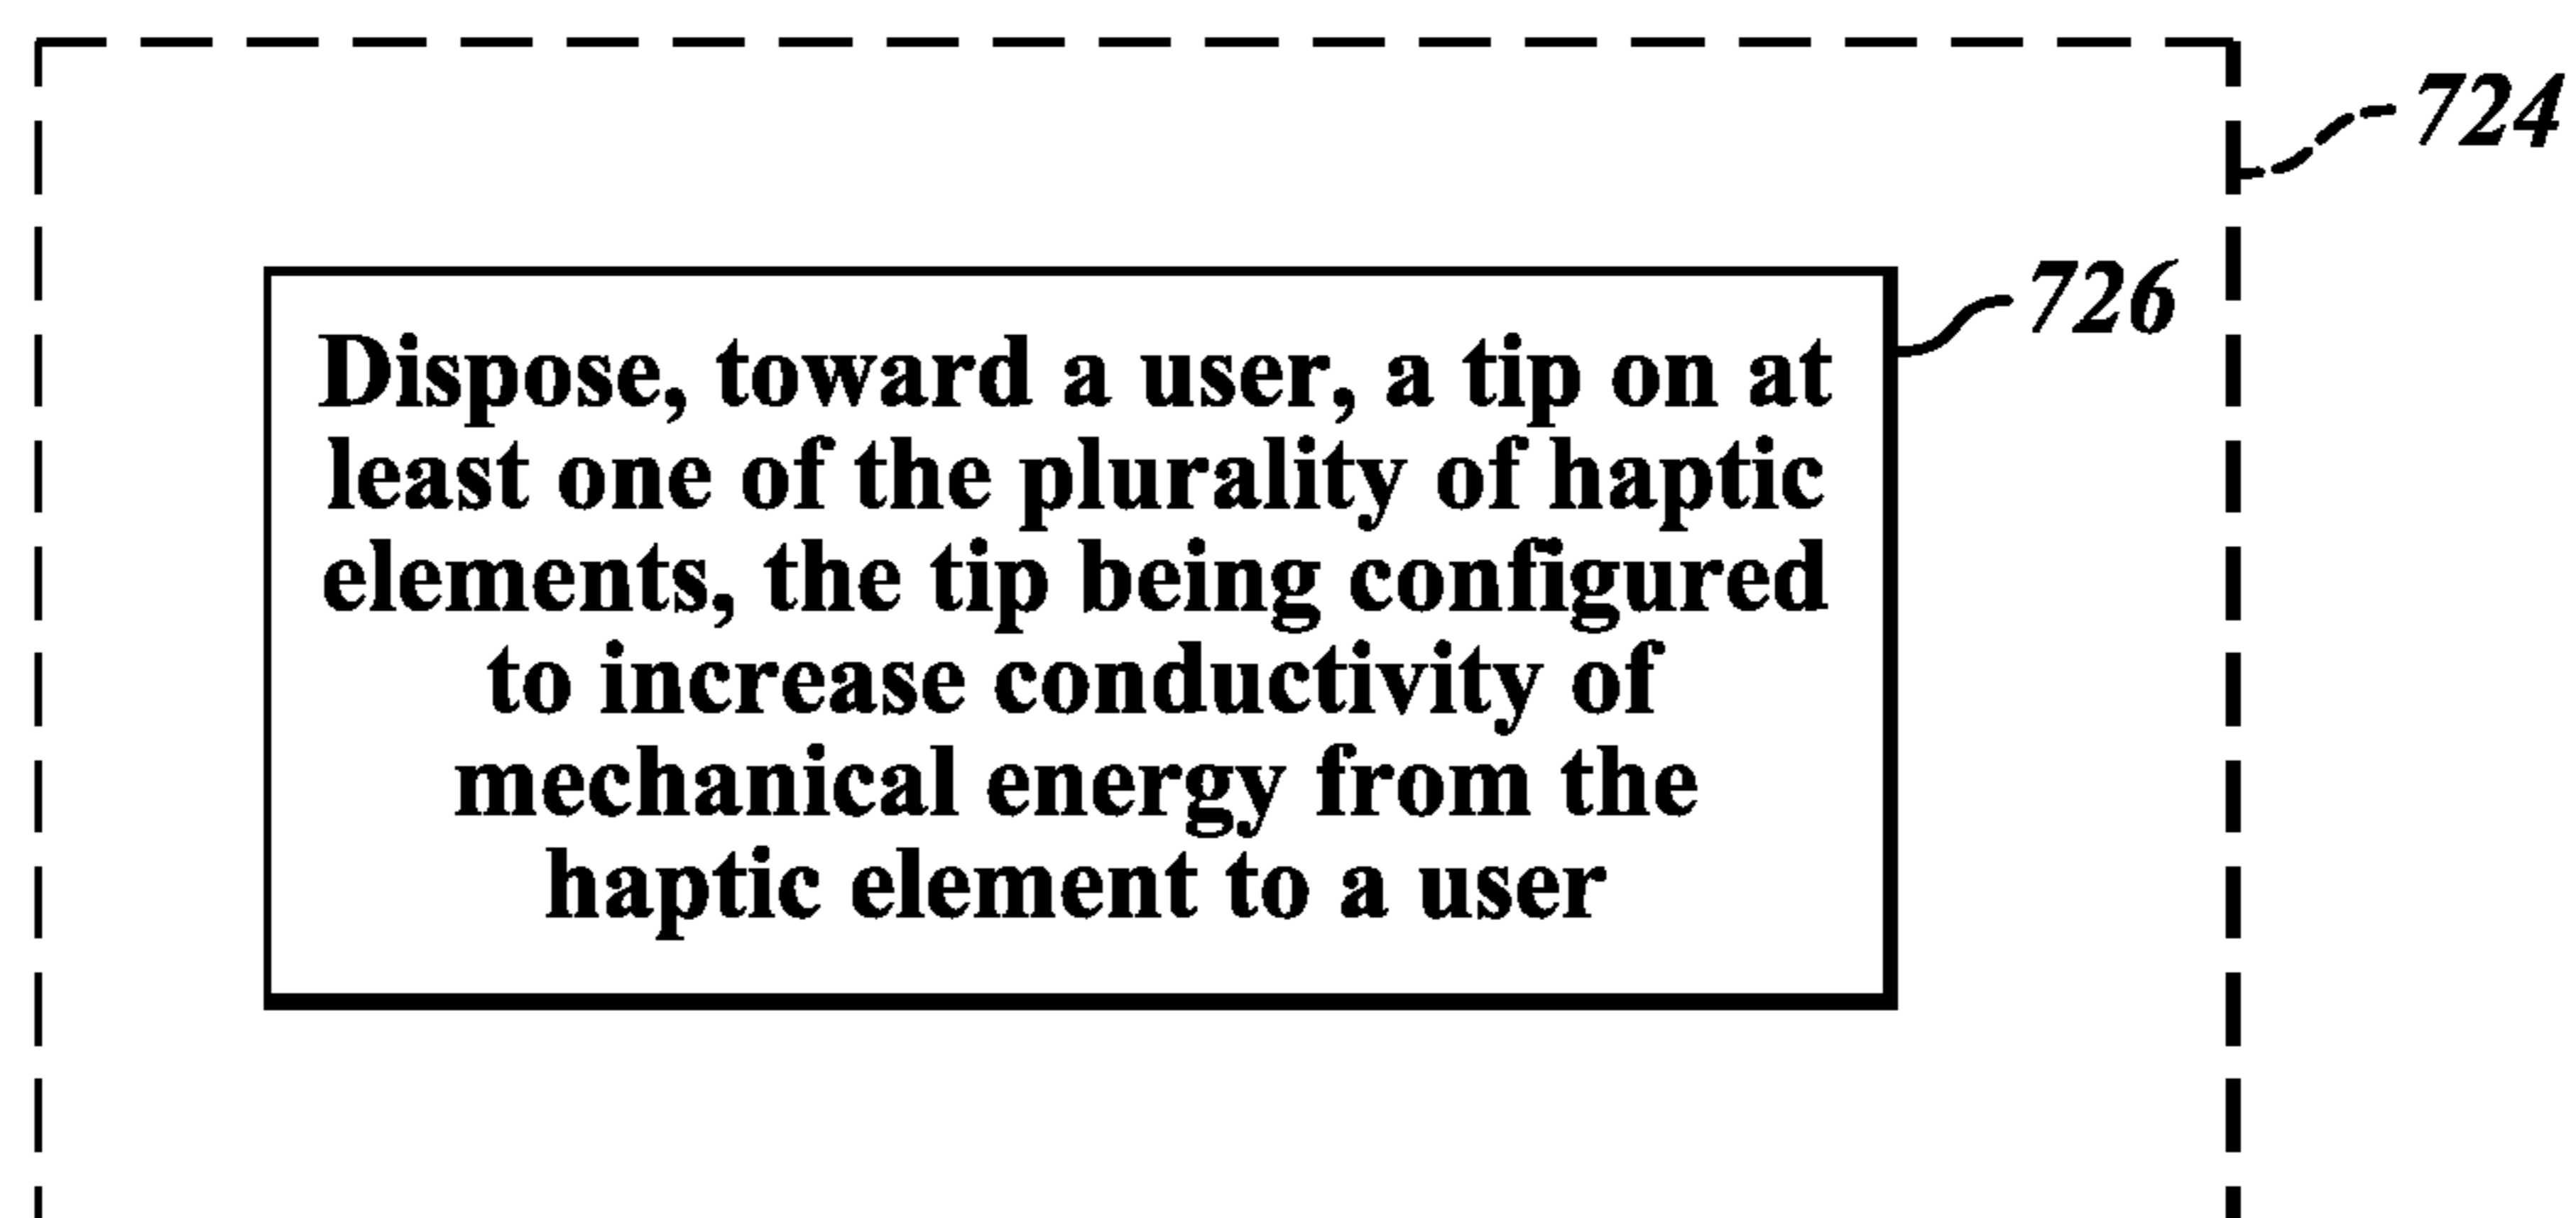 724
726
Dispose, toward a user, a tip on at
least one of the plurality of haptic
elements, the tip being configured
to increase conductivity of
mechanical energy from the
haptic element to a user